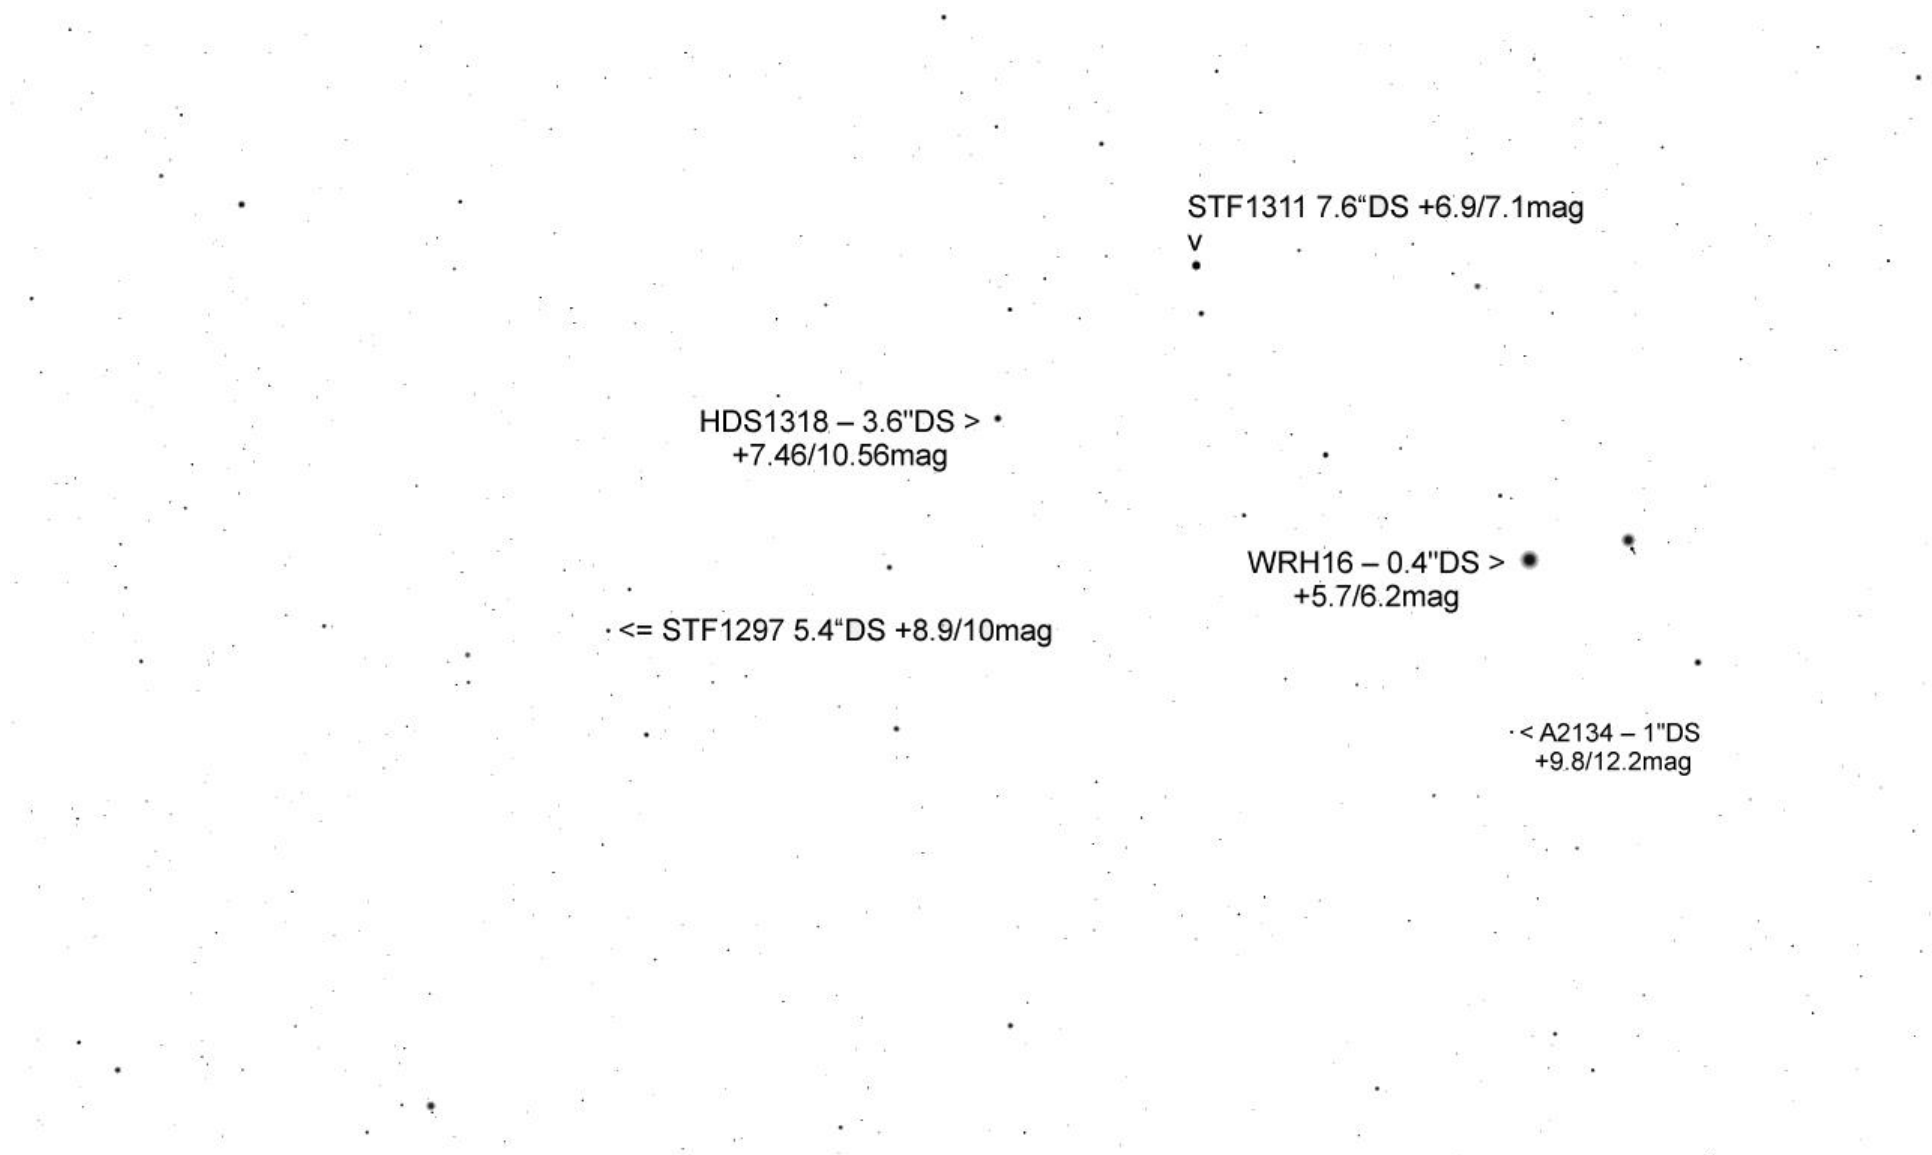 STF1311 7.6“DS +6.9/7.1mag
v
HDS1318 – 3.6"DS >
+7.46/10.56mag
WRH16 – 0.4"DS >
+5.7/6.2mag
<= STF1297 5.4“DS +8.9/10mag
< A2134 – 1"DS
+9.8/12.2mag